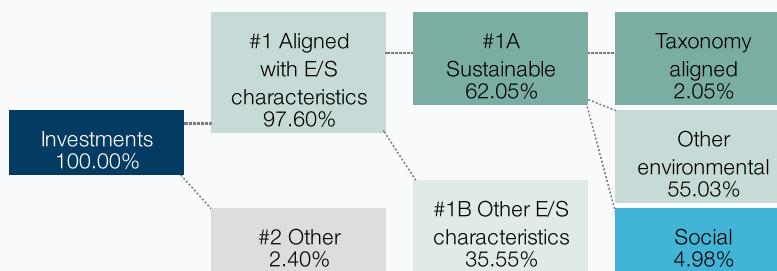 Investments
100.00%
#1 Aligned
with E/S
characteristics
97.60%
#2 Other
2.40%
#1A
Sustainable
62.05%
#1B Other E/S
characteristics
35.55%
Taxonomy
aligned
2.05%
Other
environmental
55.03%
Social
4.98%